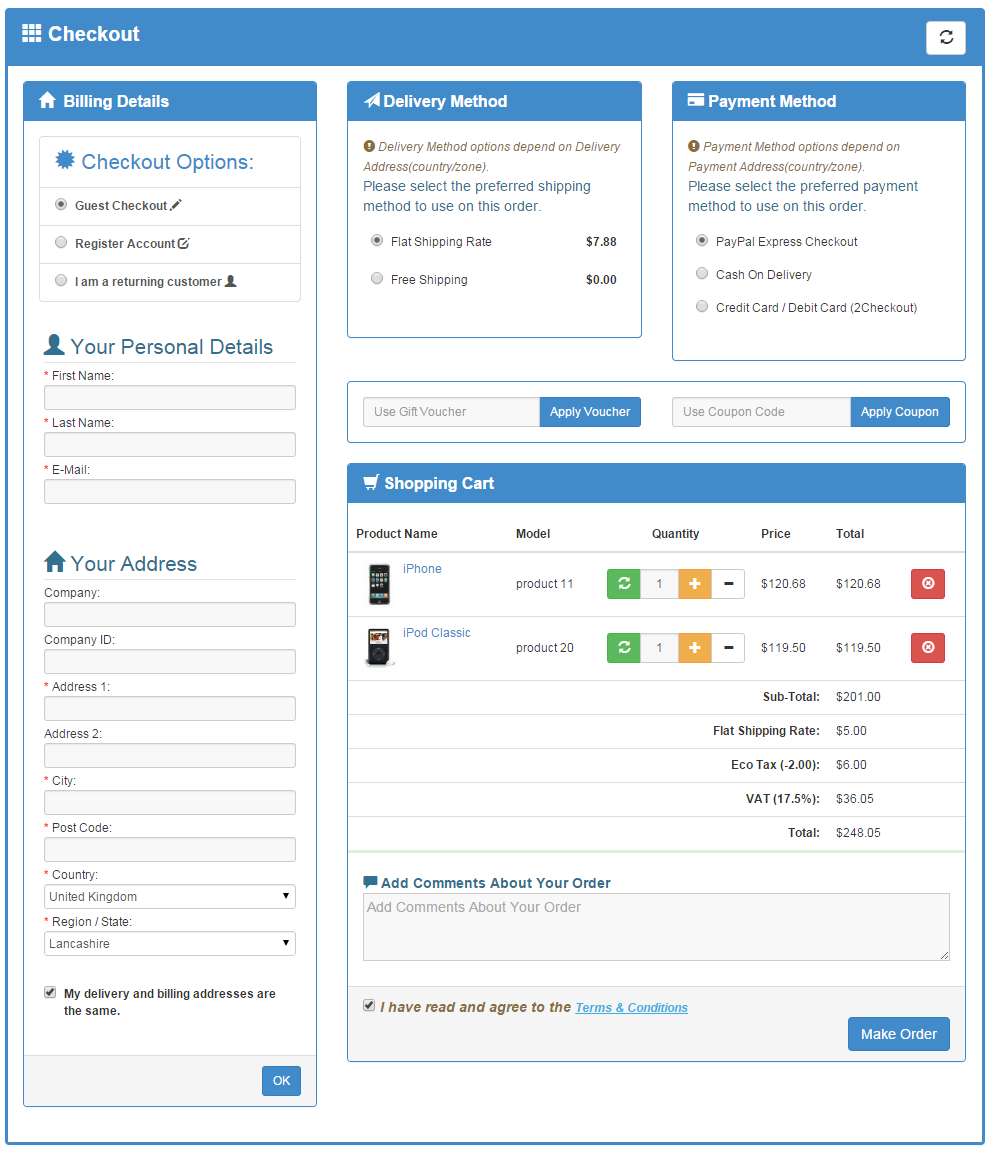 Checkout
Billing Details
Checkout Options:
Guest Checkout
Register Account
I am a returning customer
Your Personal Details
* First Name:
* Last Name:
* E-Mail:
Your Address
Company:
Company ID:
* Address 1:
Address 2:
* City:
* Post Code:
* Country:
United Kingdom
* Region / State:
Lancashire
My delivery and billing addresses are
the same.
OK
Delivery Method
Delivery Method options depend on Delivery
Address(country/zone).
Please select the preferred shipping
method to use on this order.
Flat Shipping Rate $7.88
Free Shipping $0.00
Payment Method
Payment Method options depend on
Payment Address(country/zone).
Please select the preferred payment
method to use on this order.
PayPal Express Checkout
Cash On Delivery
Credit Card / Debit Card (2Checkout)
Use Gift Voucher Apply Voucher Use Coupon Code Apply Coupon
Shopping Cart
Product Name Model Quantity Price Total
iPhone product 11 1 $120.68 $120.68
iPod Classic product 20 1 $119.50 $119.50
Sub-Total: $201.00
Flat Shipping Rate: $5.00
Eco Tax (-2.00): $6.00
VAT (17.5%): $36.05
Total: $248.05
Add Comments About Your Order
Add Comments About Your Order
I have read and agree to the Terms & Conditions
Make Order